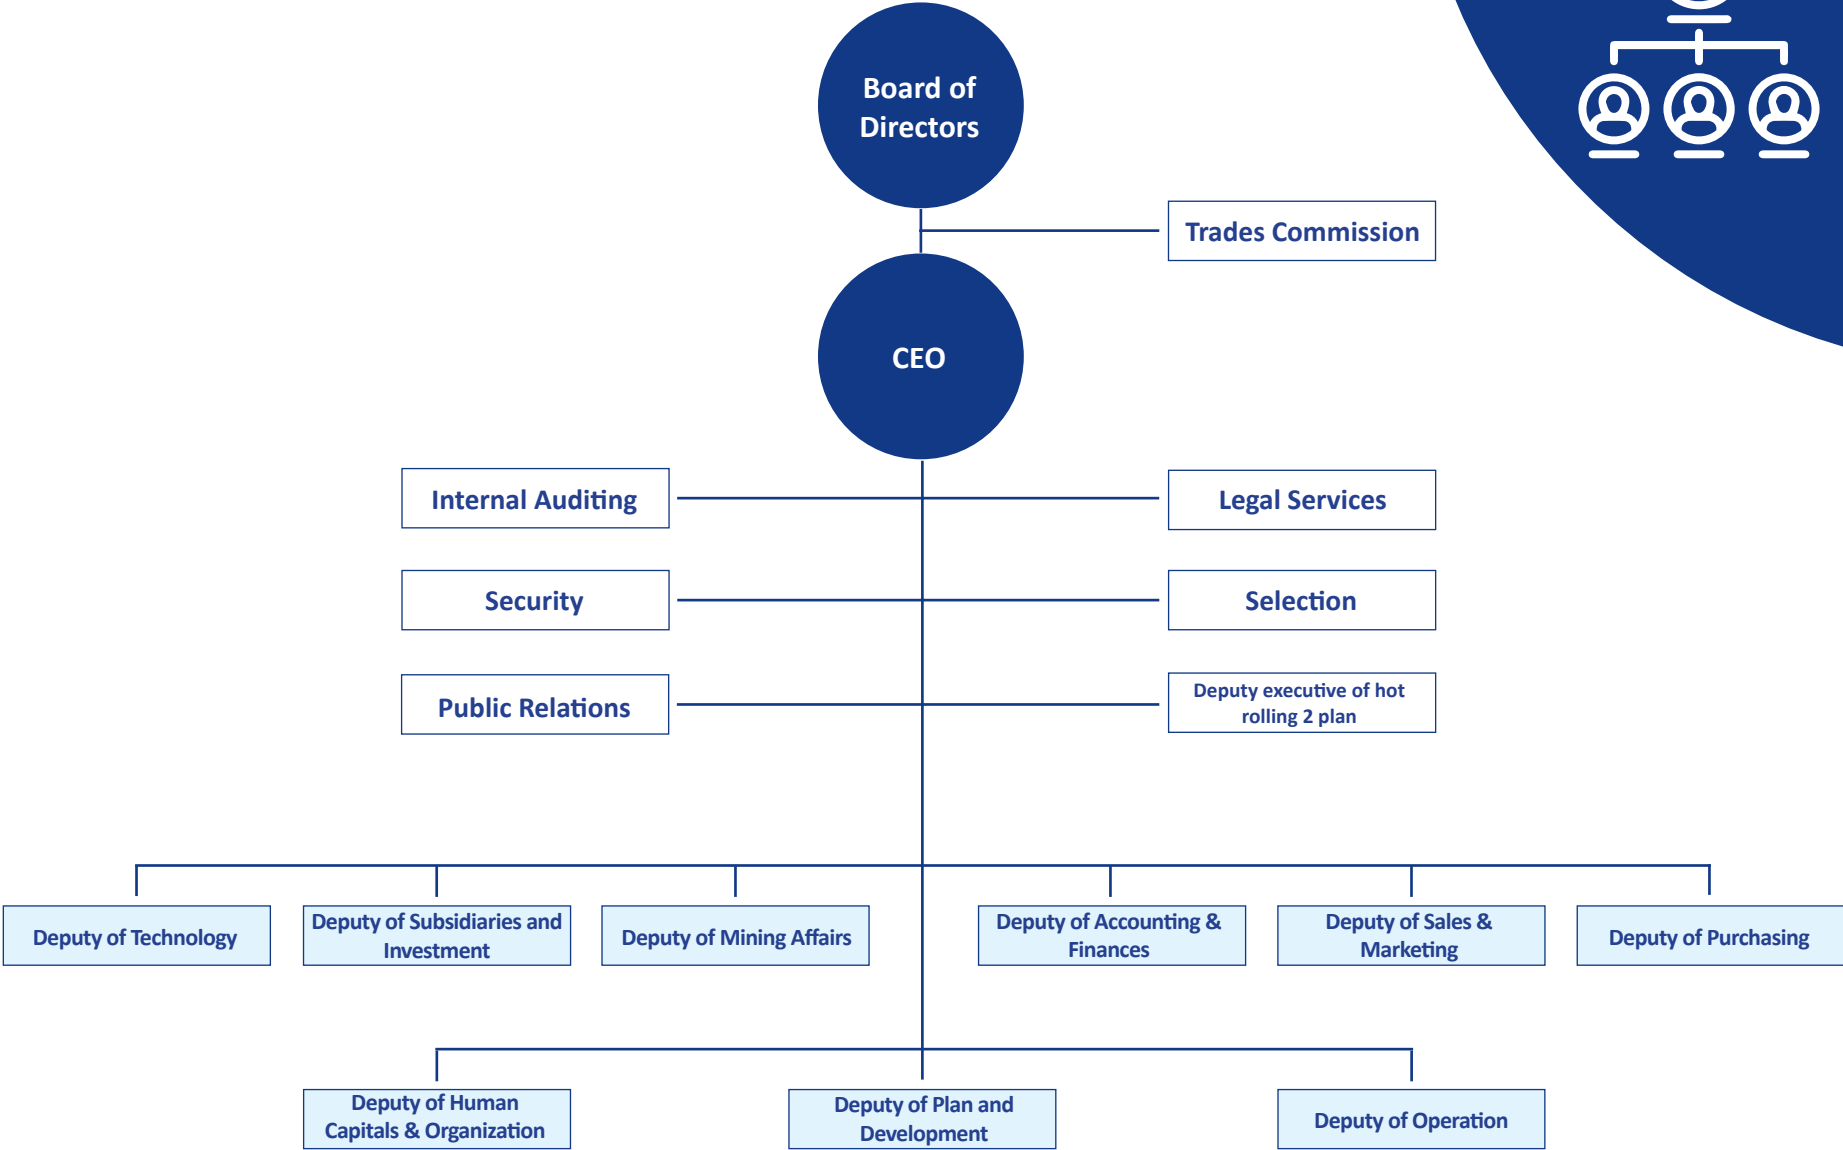 Board of
Directors
Trades Commission
CEO
Internal Auditing
Legal Services
Security
Selection
Public Relations
Deputy executive of hot
rolling 2 plan
Deputy of Technology
Deputy of Subsidiaries and
Investment
Deputy of Mining Affairs
Deputy of Accounting &
Finances
Deputy of Sales &
Marketing
Deputy of Purchasing
Deputy of Human
Capitals & Organization
Deputy of Plan and
Development
Deputy of Operation